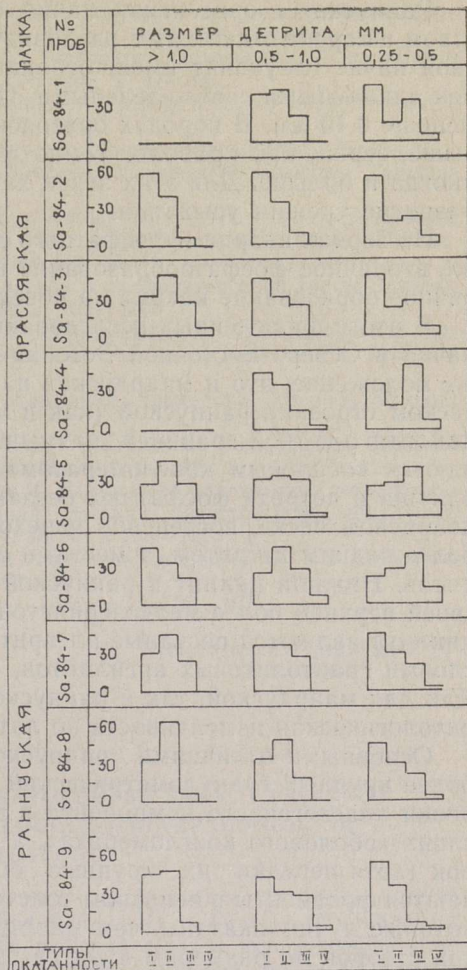 ПАЧКА
№ ПРОБ
РАЗМЕР ДЕТРИТА, ММ
> 1,0 0,5-1,0 0,25-0,5
ОРАСОЯСКАЯ
Sa-84-1 30 0
Sa-84-2 60 30 0
Sa-84-3 30 0
Sa-84-4 30 0
РАННУСКАЯ
Sa-84-5 30 0
Sa-84-6 30 0
Sa-84-7 30 0
Sa-84-8 60 30 0
Sa-84-9 60 30 0
ТИПЫ ОКАТАННОСТИ
I II III IV I II III IV I II III IV